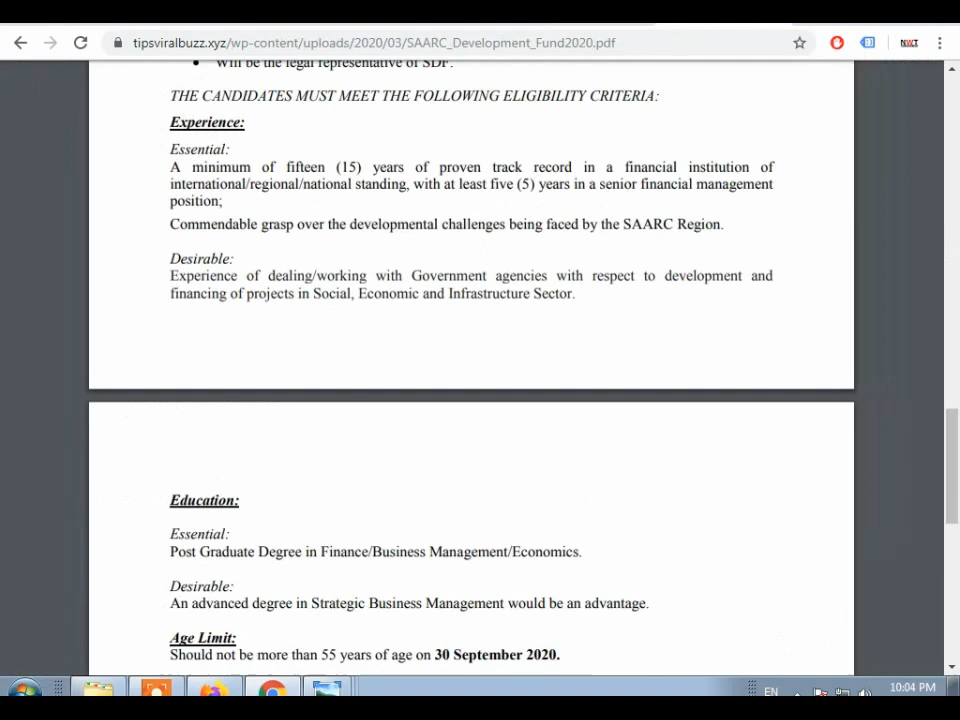 tipsviralbuzz.xyz/wp-content/uploads/2020/03/SAARC_Development_Fund2020.pdf
Will be the legal representative of SDF.
THE CANDIDATES MUST MEET THE FOLLOWING ELIGIBILITY CRITERIA:
Experience:
Essential:
A minimum of fifteen (15) years of proven track record in a financial institution of
international/regional/national standing, with at least five (5) years in a senior financial management
position;
Commendable grasp over the developmental challenges being faced by the SAARC Region.
Desirable:
Experience of dealing/working with Government agencies with respect to development and
financing of projects in Social, Economic and Infrastructure Sector.
Education:
Essential:
Post Graduate Degree in Finance/Business Management/Economics.
Desirable:
An advanced degree in Strategic Business Management would be an advantage.
Age Limit:
Should not be more than 55 years of age on 30 September 2020.
EN
10:04 PM